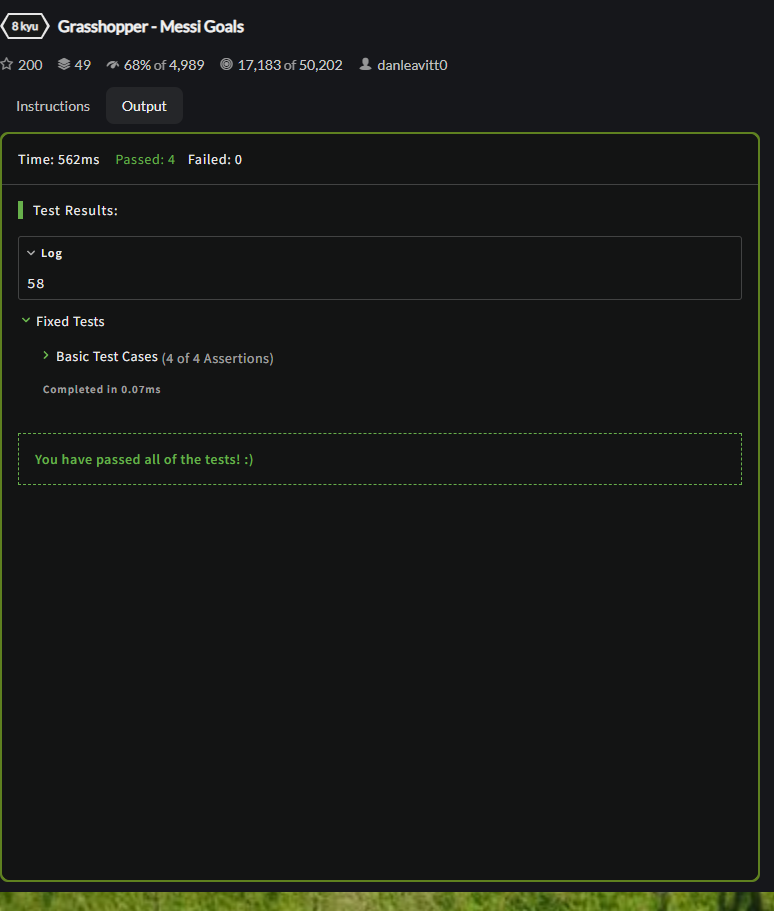 8 kyu Grasshopper - Messi Goals
200 49 68% of 4,989 17,183 of 50,202 danleavitt0
Instructions Output
Time: 562ms Passed: 4 Failed: 0
Test Results:
Log
58
Fixed Tests
Basic Test Cases (4 of 4 Assertions)
Completed in 0.07ms
You have passed all of the tests! :)